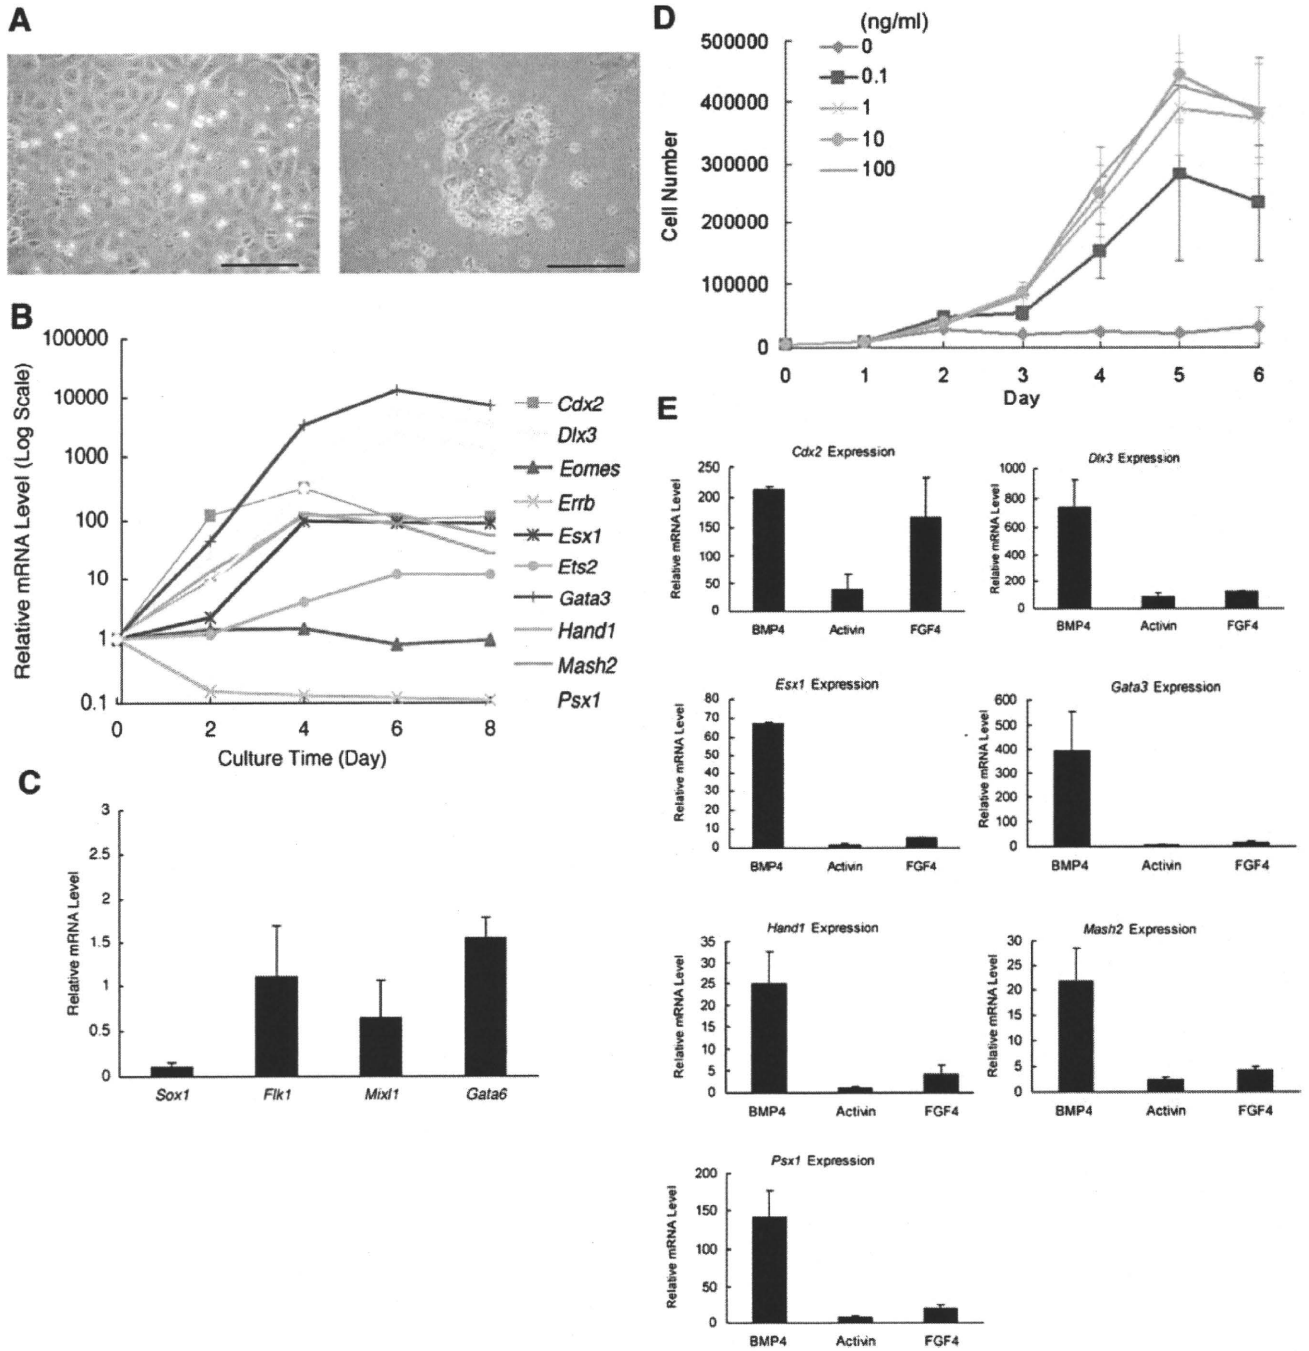 A
B
Relative mRNA Level (Log Scale)
100000
10000
1000
100
10
1
0.1
0 2 4 6 8
Culture Time (Day)
Cdx2
Dlx3
Eomes
Errb
Esx1
Ets2
Gata3
Hand1
Mash2
Psx1
C
Relative mRNA Level
3
2.5
2
1.5
1
0.5
0
Sox1 Flk1 Mixl1 Gata6
D
(ng/ml)
0
0.1
1
10
100
Cell Number
500000
400000
300000
200000
100000
0
0 1 2 3 4 5 6
Day
E
Cdx2 Expression
Relative mRNA Level
250
200
150
100
50
0
BMP4 Activin FGF4
Dlx3 Expression
Relative mRNA Level
1000
800
600
400
200
0
BMP4 Activin FGF4
Esx1 Expression
Relative mRNA Level
80
70
60
50
40
30
20
10
0
BMP4 Activin FGF4
Gata3 Expression
Relative mRNA Level
600
500
400
300
200
100
0
BMP4 Activin FGF4
Hand1 Expression
Relative mRNA Level
35
30
25
20
15
10
5
0
BMP4 Activin FGF4
Mash2 Expression
Relative mRNA Level
30
25
20
15
10
5
0
BMP4 Activin FGF4
Psx1 Expression
Relative mRNA Level
200
150
100
50
0
BMP4 Activin FGF4